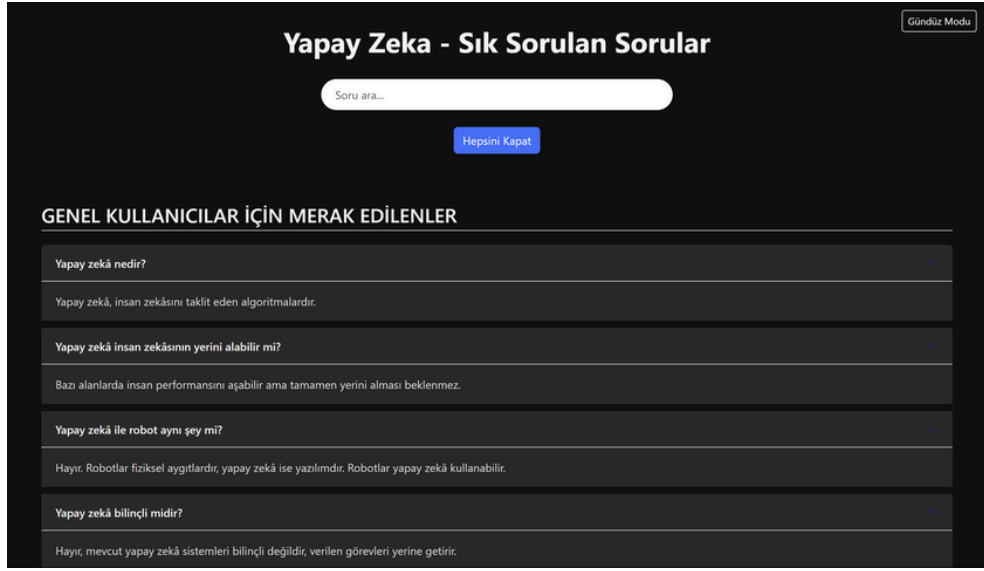 Gündüz Modu
Yapay Zeka - Sık Sorulan Sorular
Soru ara...
Hepsini Kapat
GENEL KULLANICILAR İÇİN MERAK EDİLENLER
Yapay zekâ nedir?
Yapay zekâ, insan zekâsını taklit eden algoritmalardır.
Yapay zekâ insan zekâsının yerini alabilir mi?
Bazı alanlarda insan performansını aşabilir ama tamamen yerini alması beklenmez.
Yapay zekâ ile robot aynı şey mi?
Hayır. Robotlar fiziksel aygıtlardır, yapay zekâ ise yazılımdır. Robotlar yapay zekâ kullanabilir.
Yapay zekâ bilinçli midir?
Hayır, mevcut yapay zekâ sistemleri bilinçli değildir, verilen görevleri yerine getirir.